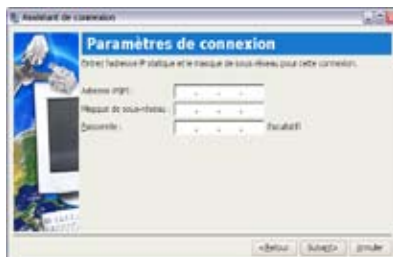 Assistant de connexion
Paramètres de connexion
Entrez l'adresse IP statique et le masque de sous-réseau pour cette connexion.
Adresse IP :
Masque de sous-réseau :
Passerelle : (facultatif)
<Retour Suivant> Annuler